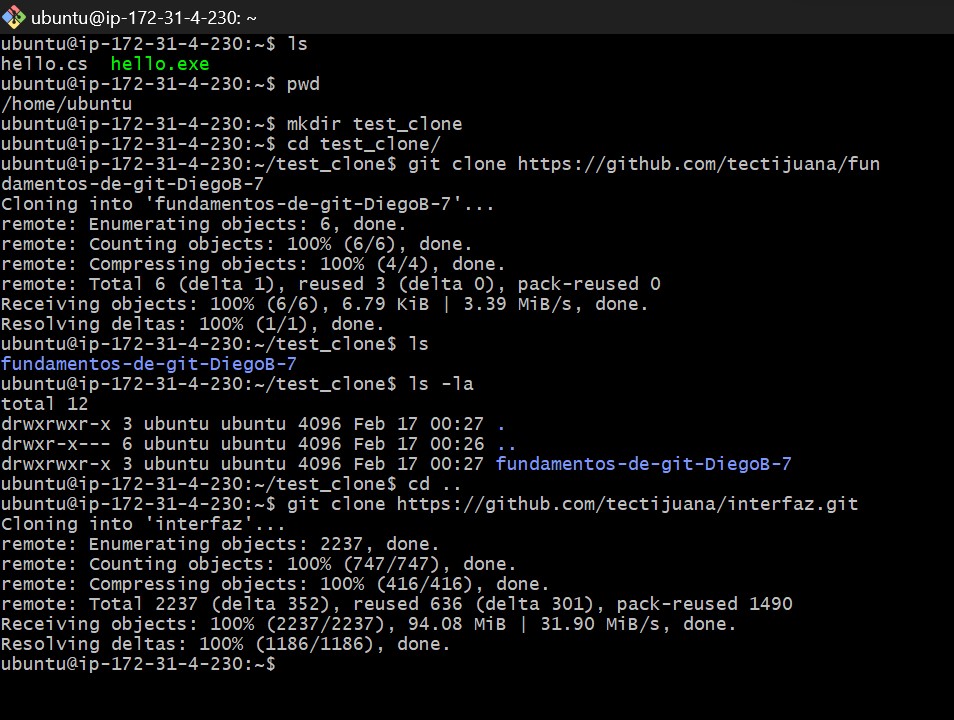 ubuntu@ip-172-31-4-230: ~
ubuntu@ip-172-31-4-230:~$ ls
hello.cs  hello.exe
ubuntu@ip-172-31-4-230:~$ pwd
/home/ubuntu
ubuntu@ip-172-31-4-230:~$ mkdir test_clone
ubuntu@ip-172-31-4-230:~$ cd test_clone/
ubuntu@ip-172-31-4-230:~/test_clone$ git clone https://github.com/tectijuana/fun
damentos-de-git-DiegoB-7
Cloning into 'fundamentos-de-git-DiegoB-7'...
remote: Enumerating objects: 6, done.
remote: Counting objects: 100% (6/6), done.
remote: Compressing objects: 100% (4/4), done.
remote: Total 6 (delta 1), reused 3 (delta 0), pack-reused 0
Receiving objects: 100% (6/6), 6.79 KiB | 3.39 MiB/s, done.
Resolving deltas: 100% (1/1), done.
ubuntu@ip-172-31-4-230:~/test_clone$ ls
fundamentos-de-git-DiegoB-7
ubuntu@ip-172-31-4-230:~/test_clone$ ls -la
total 12
drwxrwxr-x 3 ubuntu ubuntu 4096 Feb 17 00:27 .
drwxr-x--- 6 ubuntu ubuntu 4096 Feb 17 00:26 ..
drwxrwxr-x 3 ubuntu ubuntu 4096 Feb 17 00:27 fundamentos-de-git-DiegoB-7
ubuntu@ip-172-31-4-230:~/test_clone$ cd ..
ubuntu@ip-172-31-4-230:~$ git clone https://github.com/tectijuana/interfaz.git
Cloning into 'interfaz'...
remote: Enumerating objects: 2237, done.
remote: Counting objects: 100% (747/747), done.
remote: Compressing objects: 100% (416/416), done.
remote: Total 2237 (delta 352), reused 636 (delta 301), pack-reused 1490
Receiving objects: 100% (2237/2237), 94.08 MiB | 31.90 MiB/s, done.
Resolving deltas: 100% (1186/1186), done.
ubuntu@ip-172-31-4-230:~$